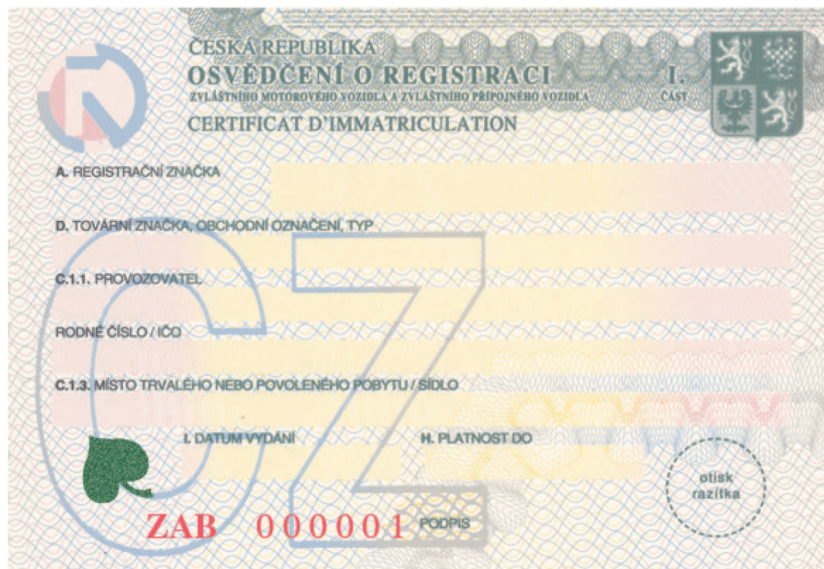 ČESKÁ REPUBLIKA
OSVĚDČENÍ O REGISTRACI I.
ZVLÁŠTNÍHO MOTOROVÉHO VOZIDLA A ZVLÁŠTNÍHO PŘÍPOJNÉHO VOZIDLA ČÁST
CERTIFICAT D'IMMATRICULATION
A. REGISTRAČNÍ ZNAČKA
D. TOVÁRNÍ ZNAČKA, OBCHODNÍ OZNAČENÍ, TYP
C.1.1. PROVOZOVATEL
RODNÉ ČÍSLO / IČO
C.1.3. MÍSTO TRVALÉHO NEBO POVOLENÉHO POBYTU / SÍDLO
CZ
I. DATUM VYDÁNÍ H. PLATNOST DO
otisk
razítka
ZAB 000001 PODPIS